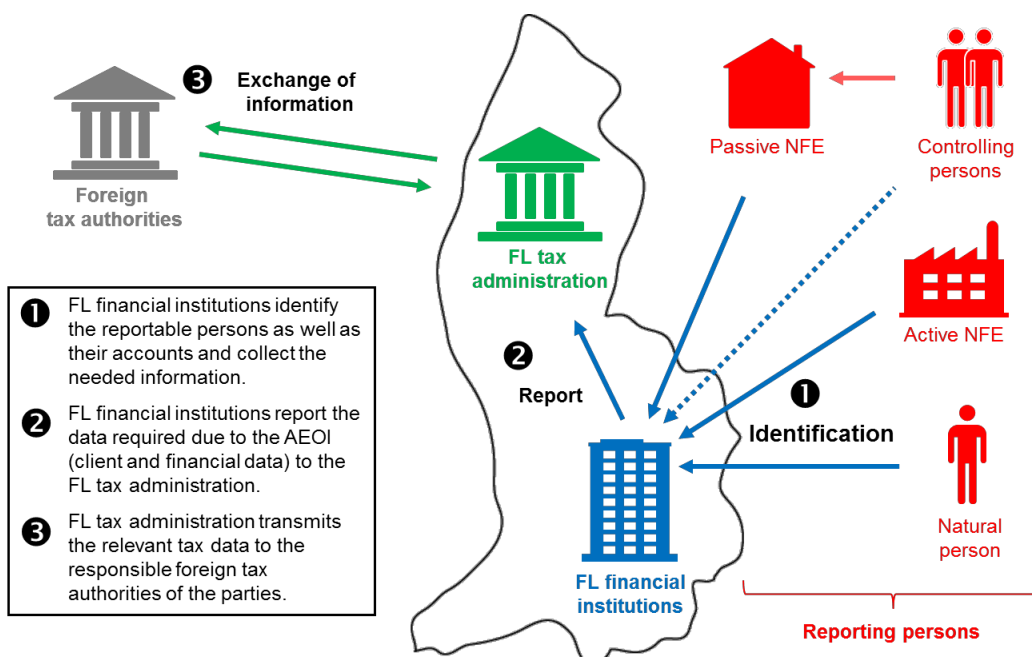 ❸ Exchange of
information
Foreign
tax authorities
FL tax
administration
Passive NFE
Controlling
persons
Active NFE
❷
Report
❶
Identification
Natural
person
FL financial
institutions
Reporting persons
❶ FL financial institutions identify
the reportable persons as well as
their accounts and collect the
needed information.
❷ FL financial institutions report the
data required due to the AEOI
(client and financial data) to the
FL tax administration.
❸ FL tax administration transmits
the relevant tax data to the
responsible foreign tax
authorities of the parties.